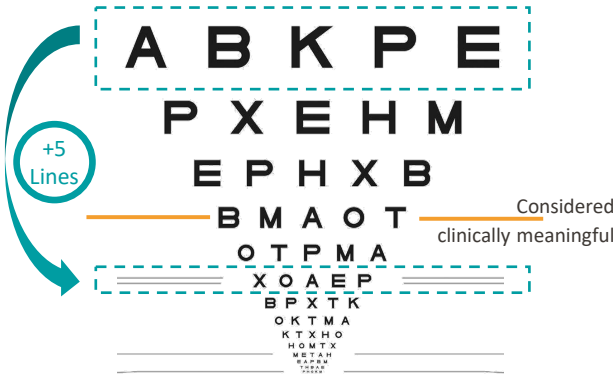 A B K P E
P X E H M
E P H X B
+5
Lines
B M A O T
Considered
clinically meaningful
O T P M A
X O A E P
B P X T K
O K T M A
K T X H O
H O M T X
M E T A H
E A P B M